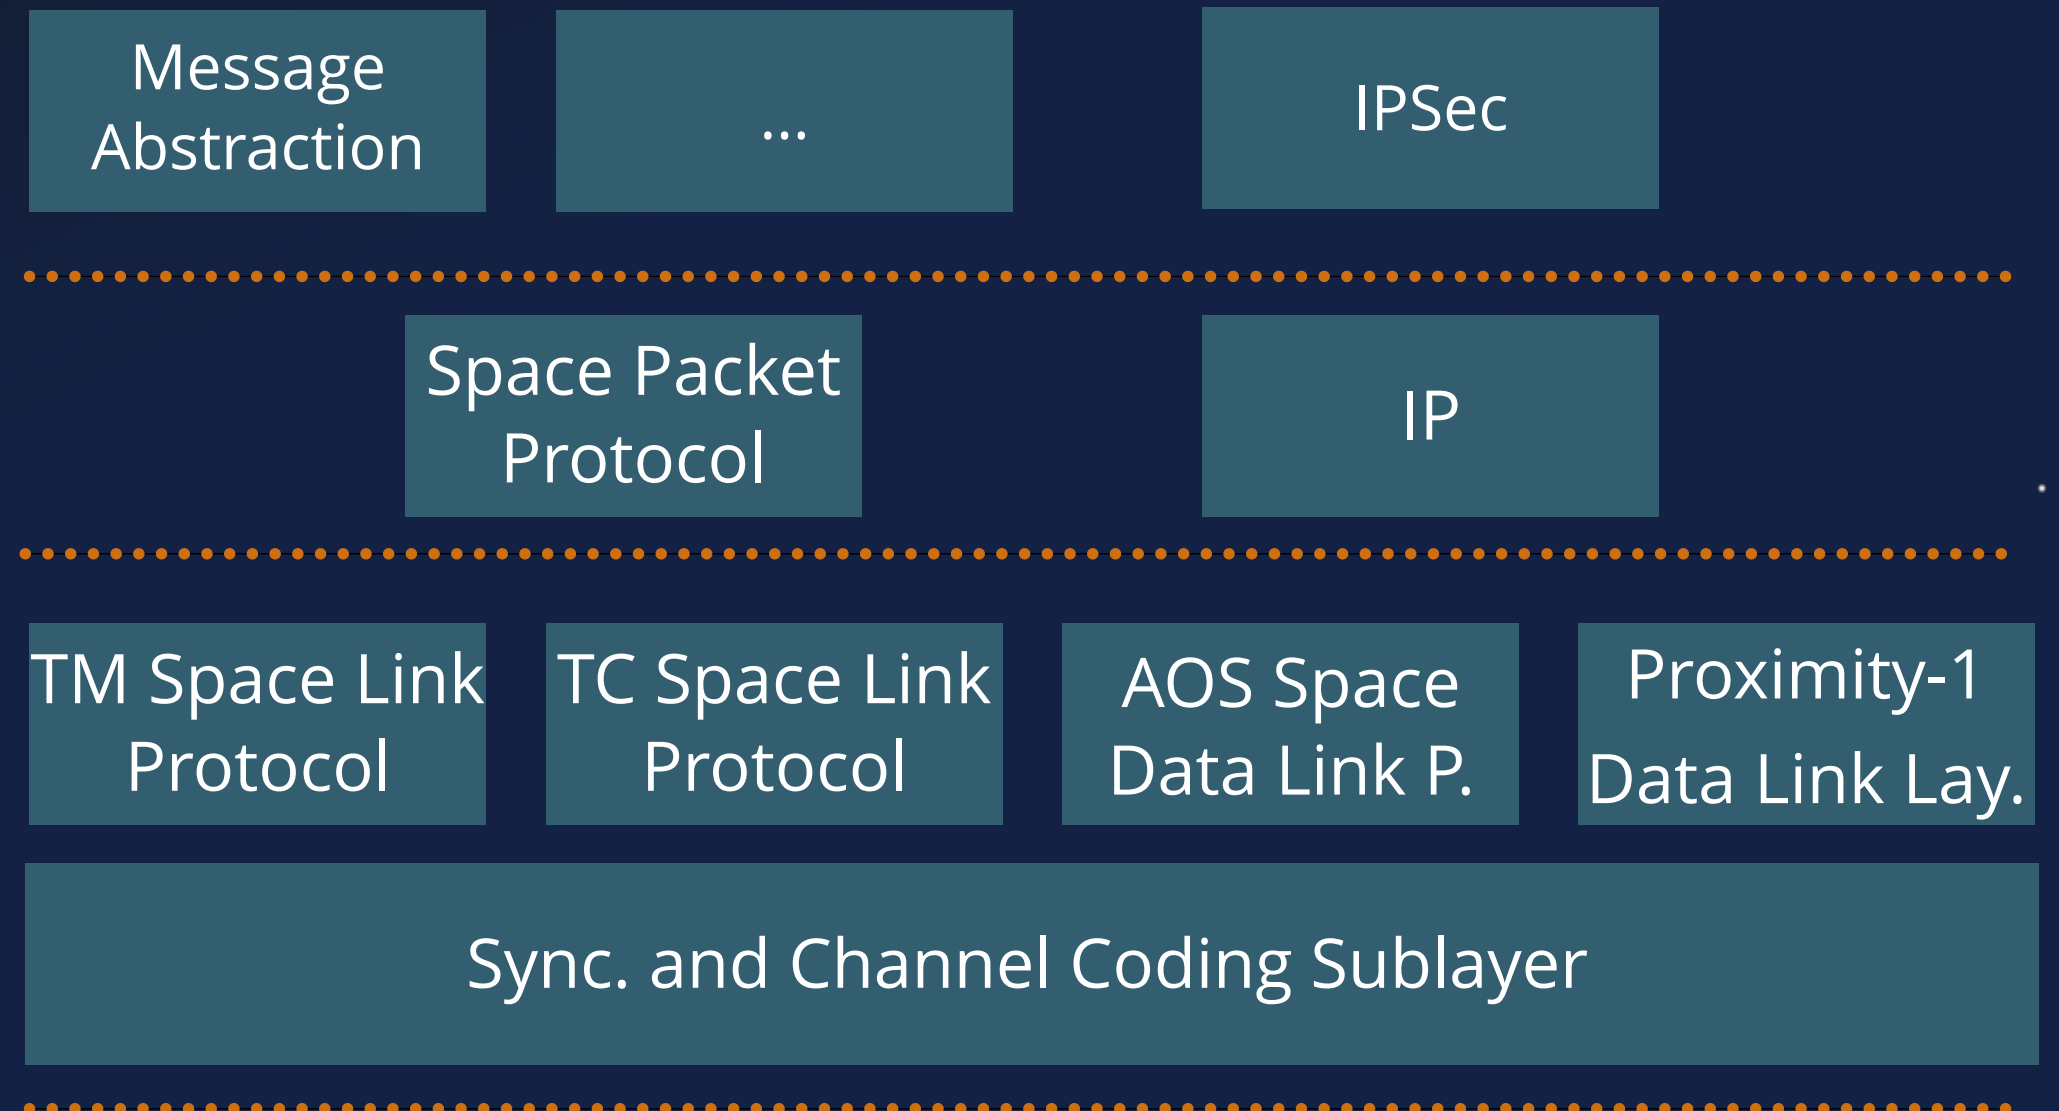 Message
Abstraction
...
IPSec
Space Packet
Protocol
IP
TM Space Link
Protocol
TC Space Link
Protocol
AOS Space
Data Link P.
Proximity-1
Data Link Lay.
Sync. and Channel Coding Sublayer